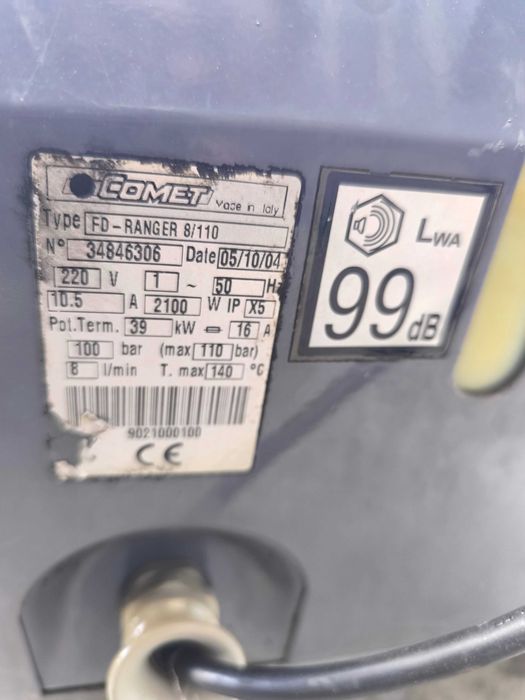 COMET Made in Italy
Type FD-RANGER 8/110
N° 34846306 Date 05/10/04
220 V 1 ~ 50 Hz
10.5 A 2100 W IP X5
Pot.Term. 39 kW 16 A
100 bar (max 110 bar)
8 l/min T. max 140 °C
9021000100
CE
LWA
99 dB